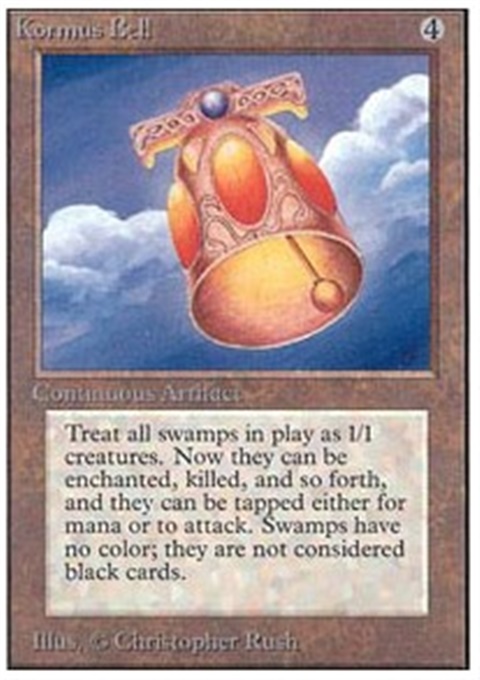 Kormus Bell 4
Continuous Artifact
Treat all swamps in play as 1/1
creatures. Now they can be
enchanted, killed, and so forth,
and they can be tapped either for
mana or to attack. Swamps have
no color; they are not considered
black cards.
Illus. © Christopher Rush